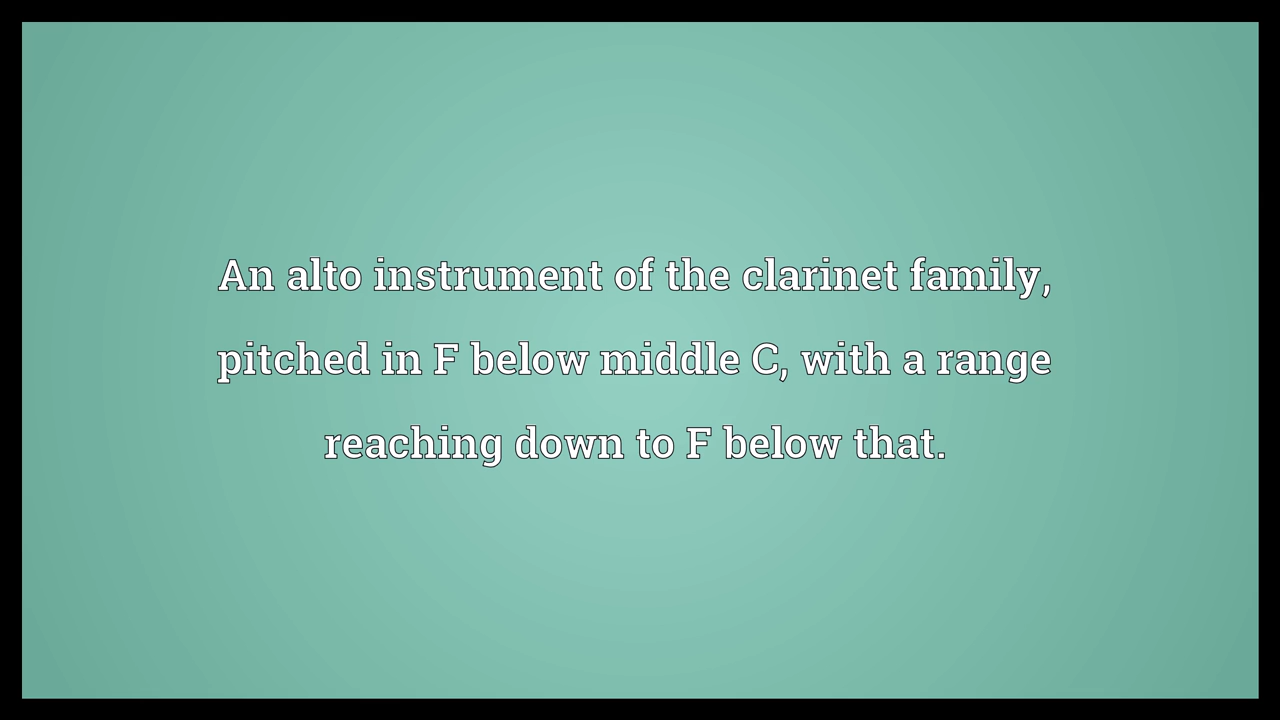 An alto instrument of the clarinet family,
pitched in F below middle C, with a range
reaching down to F below that.